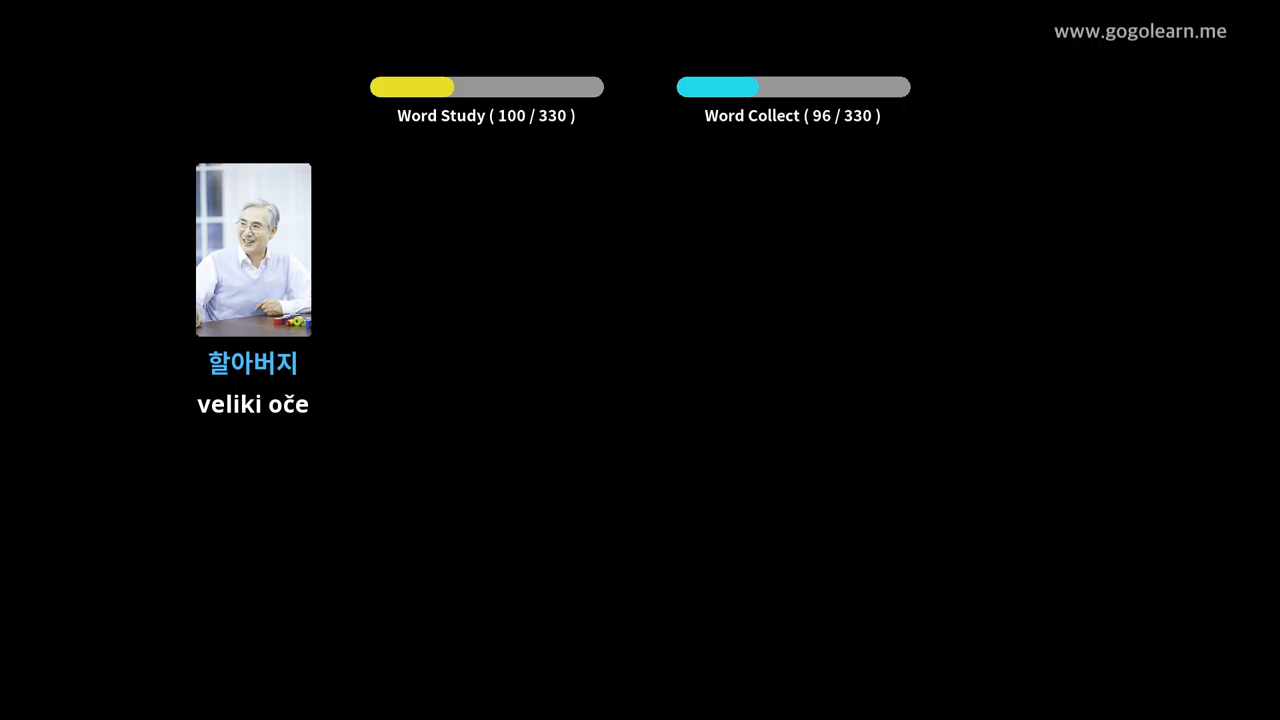 www.gogolearn.me
Word Study ( 100 / 330 )
Word Collect ( 96 / 330 )
할아버지
veliki oče